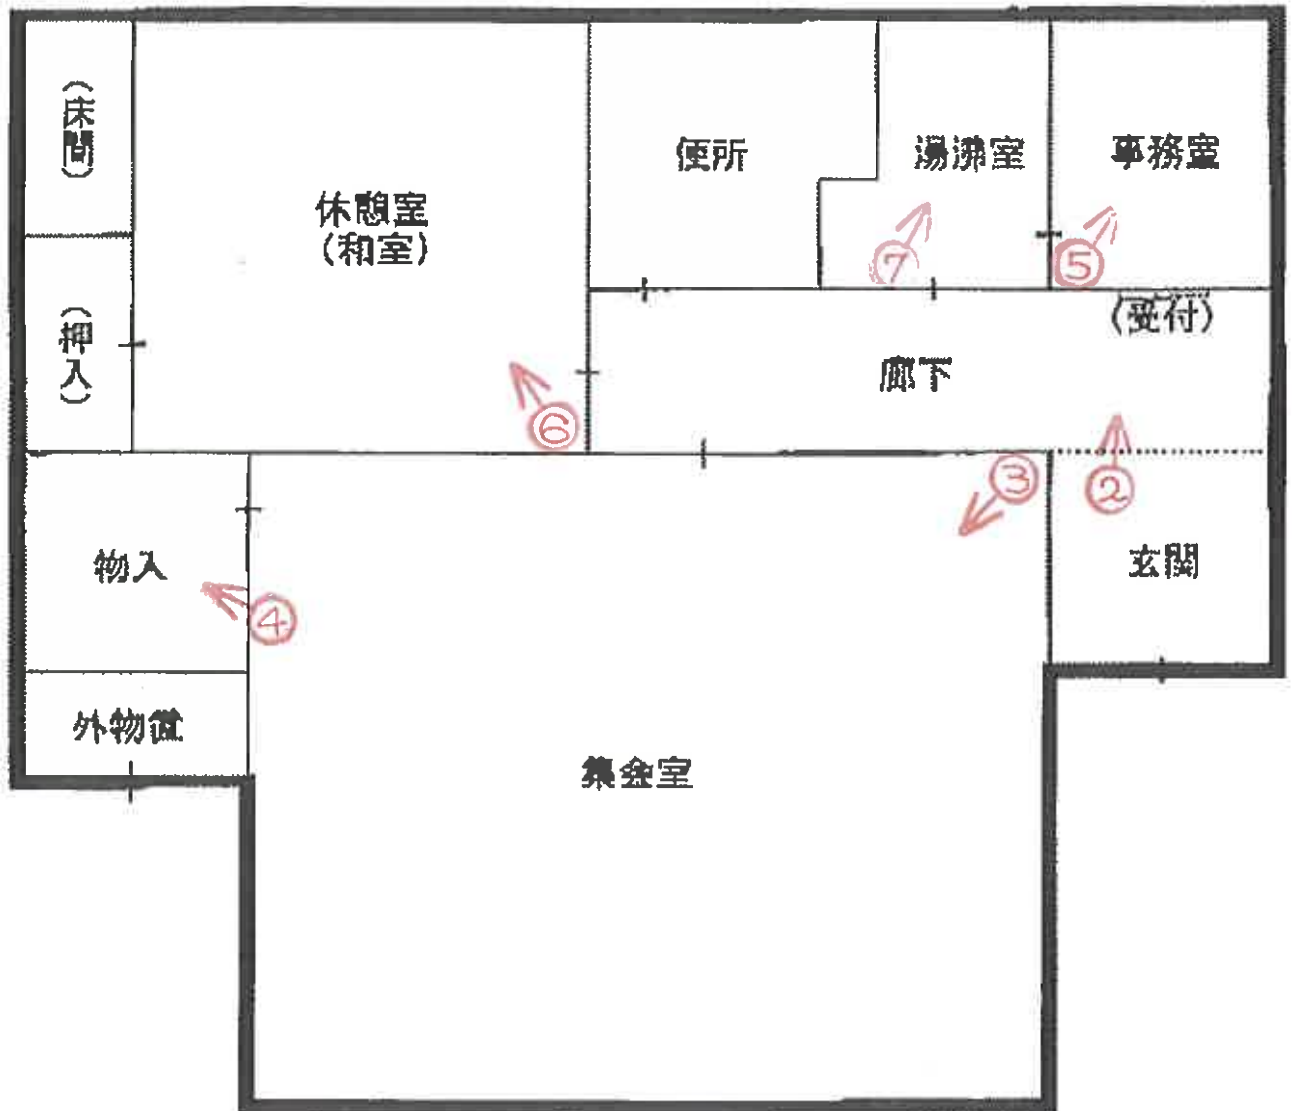 (床間)
休憩室
(和室)
便所
湯沸室
事務室
⑦
⑤
(受付)
(押入)
⑥
廊下
②
③
物入
④
玄関
外物置
集会室